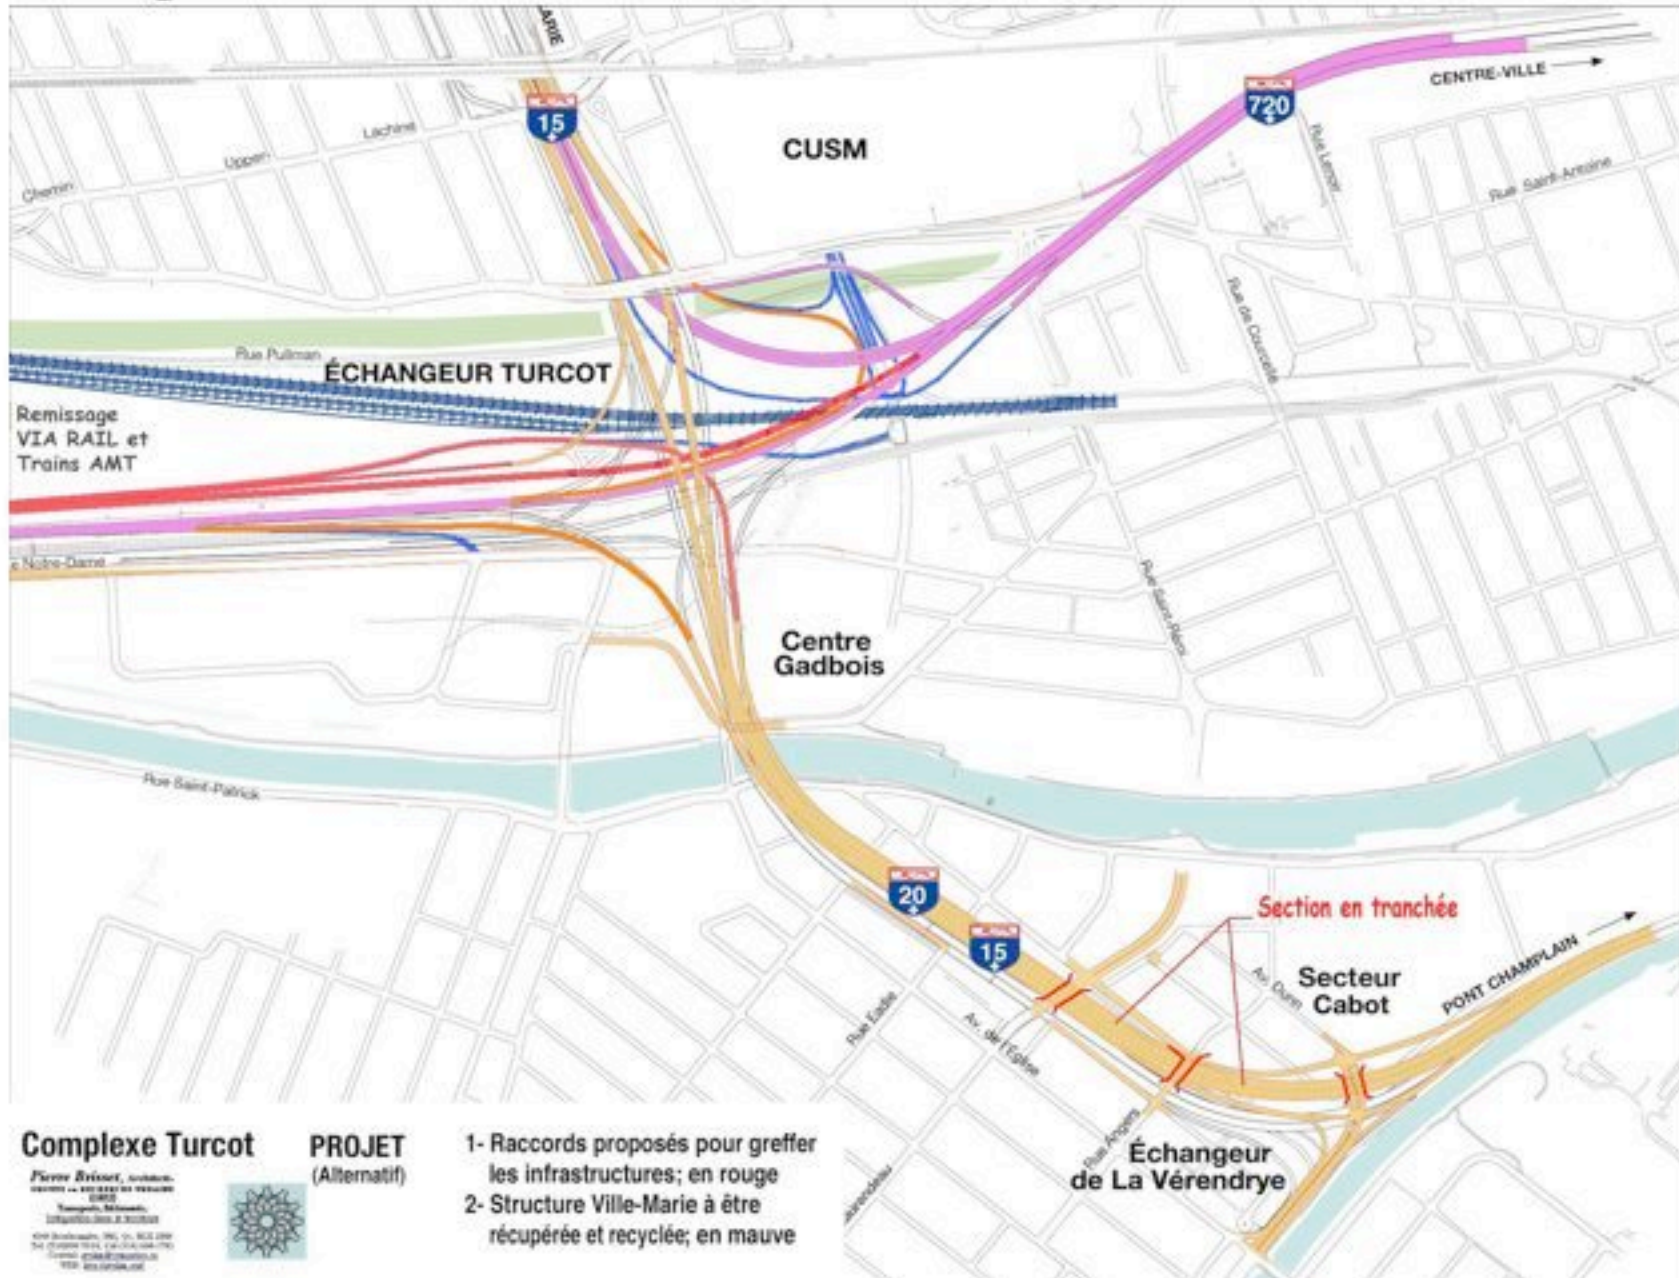 ARIE
15
720
CENTRE-VILLE
CUSM
Chemin Upper Lachine
Rue Lenoir
Rue Saint-Antoine
Rue de Courcelle
Rue Pullman
ÉCHANGEUR TURCOT
Remissage
VIA RAIL et
Trains AMT
e Notre-Dame
Rue Saint-Rémi
Centre
Gadbois
Rue Saint-Patrick
20
15
Section en tranchée
Secteur
Cabot
Av. Dunn
PONT CHAMPLAIN
Rue Eadie
Av. de l'Église
Rue Angers
Échangeur
de La Vérendrye
Complexe Turcot
PROJET
(Alternatif)
Pierre Brisset,
1- Raccords proposés pour greffer
les infrastructures; en rouge
2- Structure Ville-Marie à être
récupérée et recyclée; en mauve